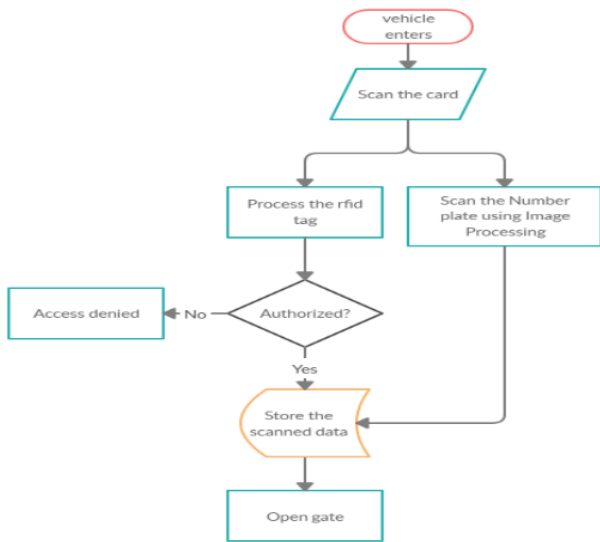 vehicle
enters
Scan the card
Process the rfid
tag
Scan the Number
plate using Image
Processing
Access denied
No
Authorized?
Yes
Store the
scanned data
Open gate